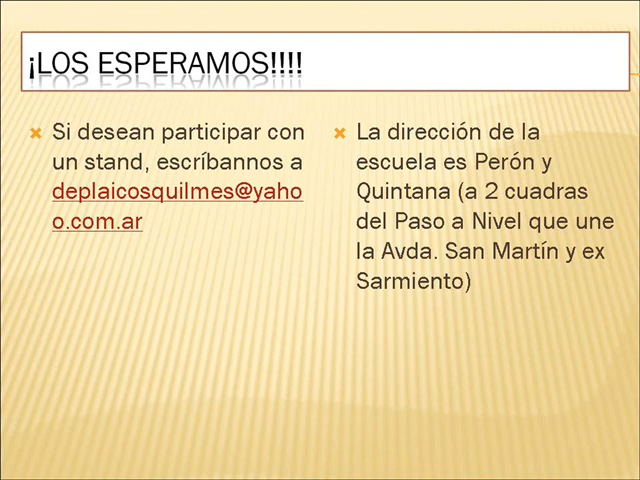 ¡LOS ESPERAMOS!!!!
Si desean participar con
un stand, escríbannos a
deplaicosquilmes@yaho
o.com.ar
La dirección de la
escuela es Perón y
Quintana (a 2 cuadras
del Paso a Nivel que une
la Avda. San Martín y ex
Sarmiento)